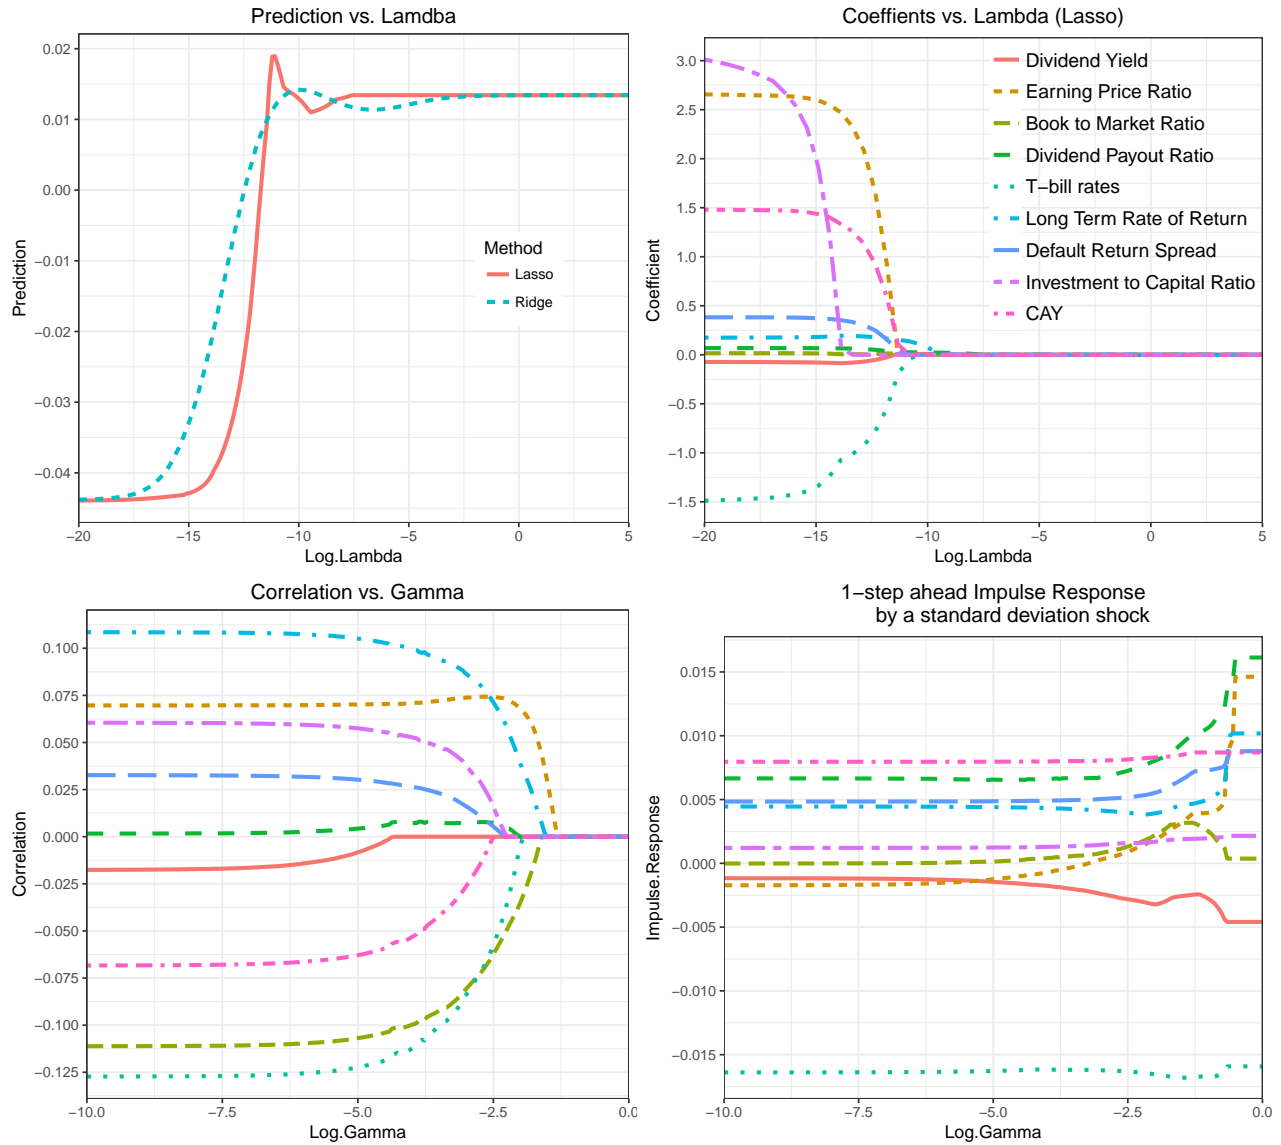 Prediction vs. Lamdba
0.02
0.01
0.00
−0.01
−0.02
−0.03
−0.04
−20
−15
−10
−5
0
5
Log.Lambda
Prediction
Method
Lasso
Ridge
Coeffients vs. Lambda (Lasso)
3.0
2.5
2.0
1.5
1.0
0.5
0.0
−0.5
−1.0
−1.5
−20
−15
−10
−5
0
5
Log.Lambda
Coefficient
Dividend Yield
Earning Price Ratio
Book to Market Ratio
Dividend Payout Ratio
T−bill rates
Long Term Rate of Return
Default Return Spread
Investment to Capital Ratio
CAY
Correlation vs. Gamma
0.100
0.075
0.050
0.025
0.000
−0.025
−0.050
−0.075
−0.100
−0.125
−10.0
−7.5
−5.0
−2.5
0.0
Log.Gamma
Correlation
1−step ahead Impulse Response
by a standard deviation shock
0.015
0.010
0.005
0.000
−0.005
−0.010
−0.015
−10.0
−7.5
−5.0
−2.5
0.0
Log.Gamma
Impulse.Response